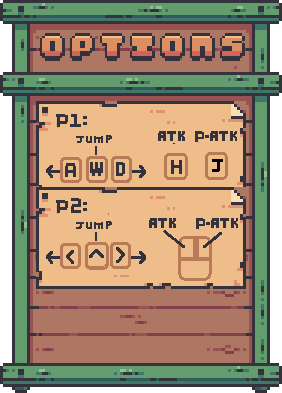 OPTIONS
P1:
JUMP ATK P-ATK
A W D H J
P2:
JUMP ATK P-ATK
< ^ >